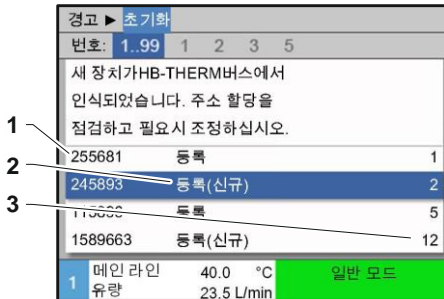 경고 ▶ 초기화
번호: 1..99 1 2 3 5
새 장치가HB-THERM버스에서
인식되었습니다. 주소 할당을
점검하고 필요시 조정하십시오.
1
255681 등록 1
2
245893 등록(신규) 2
3
등록 5
1589663 등록(신규) 12
1 메인 라인 40.0 °C 일반 모드
유량 23.5 L/min